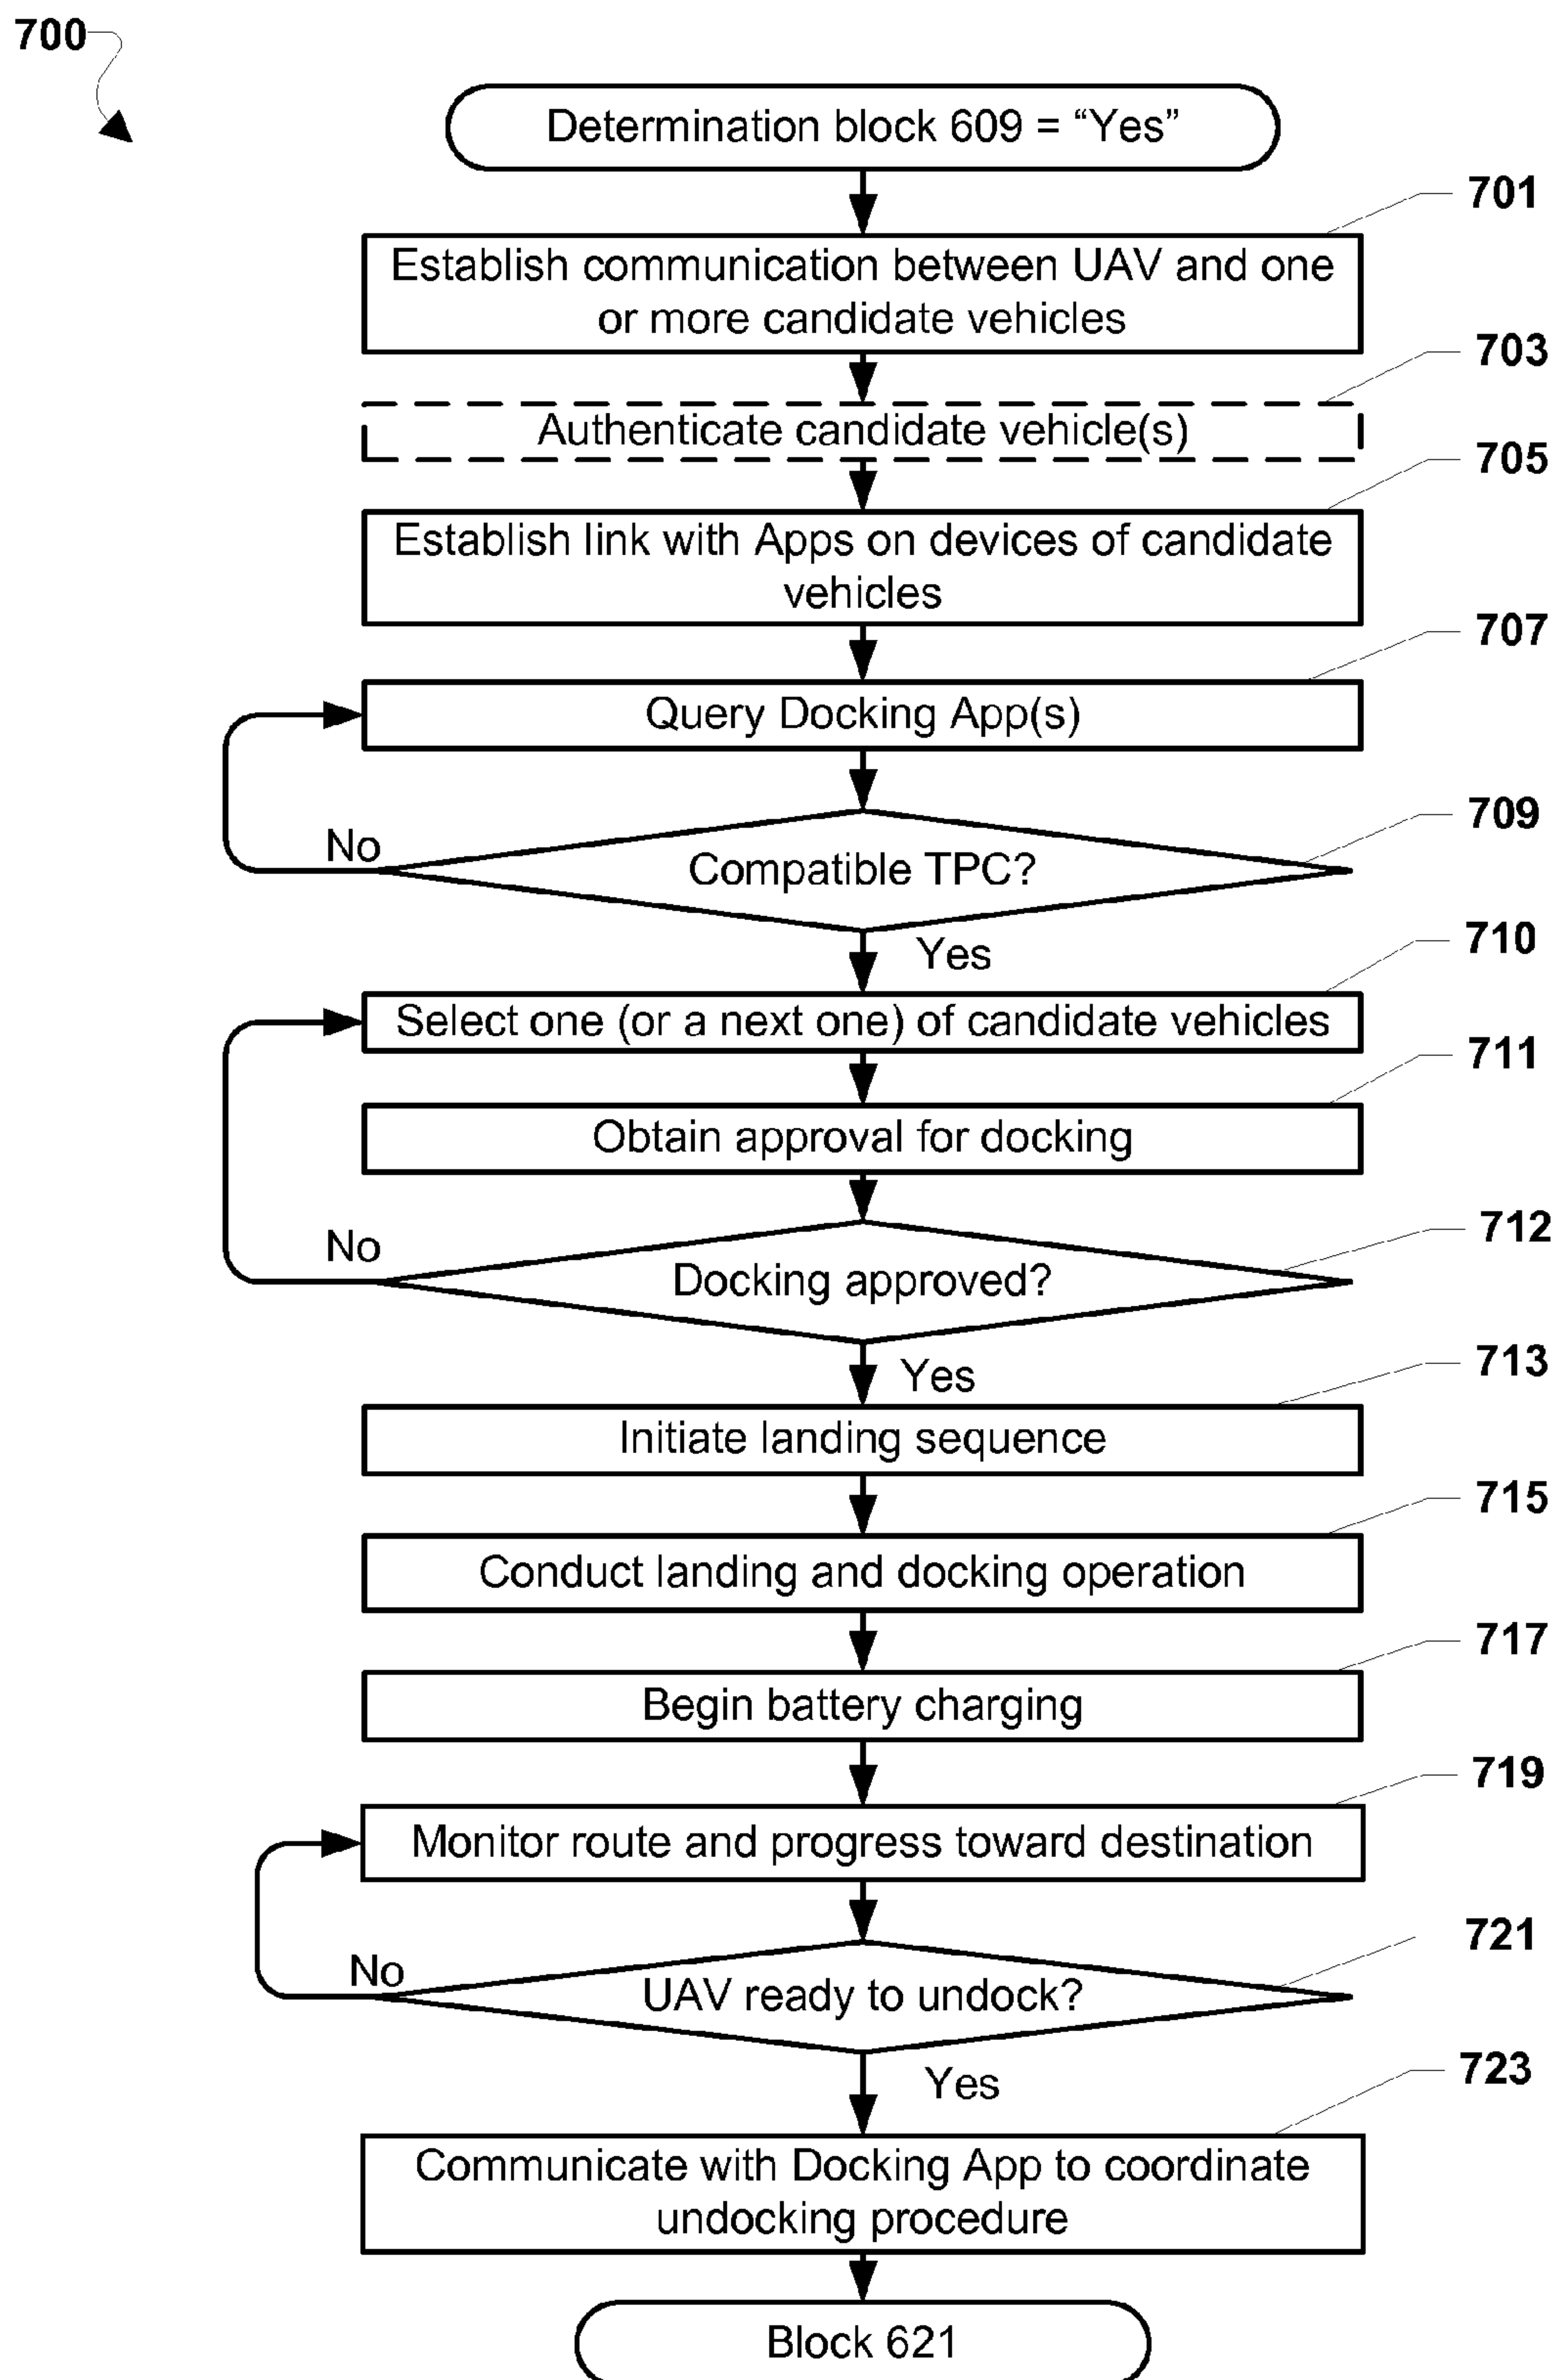 700
Determination block 609 = “Yes”
701
Establish communication between UAV and one
or more candidate vehicles
703
Authenticate candidate vehicle(s)
705
Establish link with Apps on devices of candidate
vehicles
707
Query Docking App(s)
709
No
Compatible TPC?
710
Yes
Select one (or a next one) of candidate vehicles
711
Obtain approval for docking
712
No
Docking approved?
713
Yes
Initiate landing sequence
715
Conduct landing and docking operation
717
Begin battery charging
719
Monitor route and progress toward destination
721
No
UAV ready to undock?
723
Yes
Communicate with Docking App to coordinate
undocking procedure
Block 621